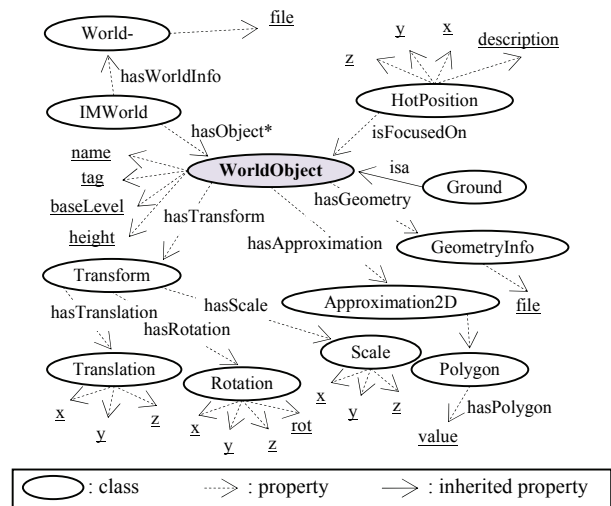 file
World-
y
x
description
z
hasWorldInfo
IMWorld
HotPosition
hasObject*
isFocusedOn
name
WorldObject
isa
tag
Ground
baseLevel
hasTransform
hasGeometry
height
hasApproximation
GeometryInfo
Transform
hasScale
Approximation2D
file
hasTranslation
hasRotation
Scale
Translation
Rotation
Polygon
x
y
z
x
y
z
hasPolygon
x
y
z
rot
value
: class
: property
: inherited property